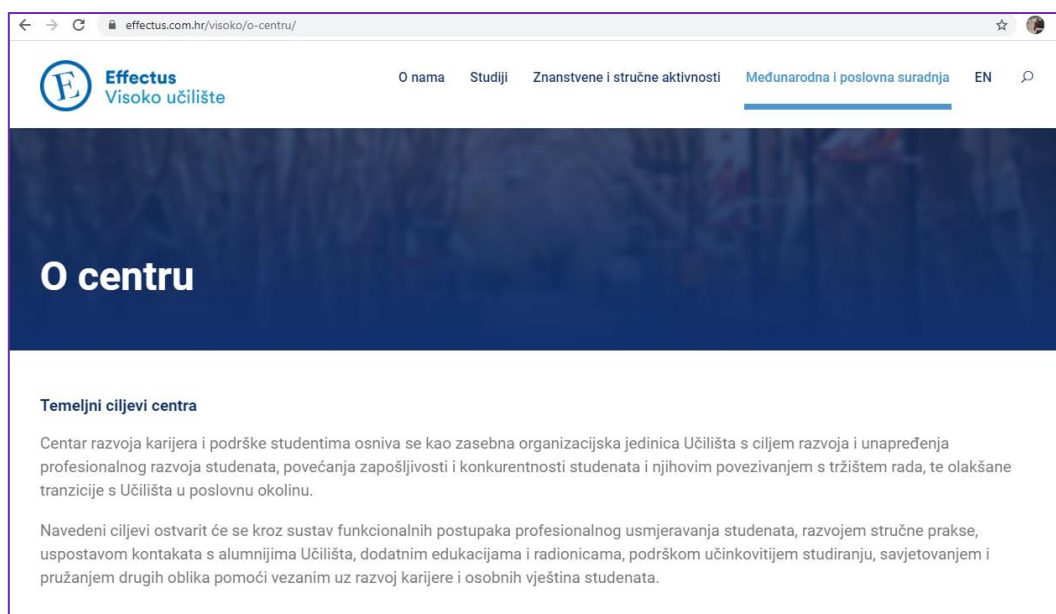 effectus.com.hr/visoko/o-centru/
E
Effectus
Visoko učilište
O nama Studiji Znanstvene i stručne aktivnosti Međunarodna i poslovna suradnja EN
O centru
Temeljni ciljevi centra
Centar razvoja karijera i podrške studentima osniva se kao zasebna organizacijska jedinica Učilišta s ciljem razvoja i unapređenja
profesionalnog razvoja studenata, povećanja zapošljivosti i konkurentnosti studenata i njihovim povezivanjem s tržištem rada, te olakšane
tranzicije s Učilišta u poslovnu okolinu.
Navedeni ciljevi ostvarit će se kroz sustav funkcionalnih postupaka profesionalnog usmjeravanja studenata, razvojem stručne prakse,
uspostavom kontakata s alumnijima Učilišta, dodatnim edukacijama i radionicama, podrškom učinkovitijem studiranju, savjetovanjem i
pružanjem drugih oblika pomoći vezanim uz razvoj karijere i osobnih vještina studenata.